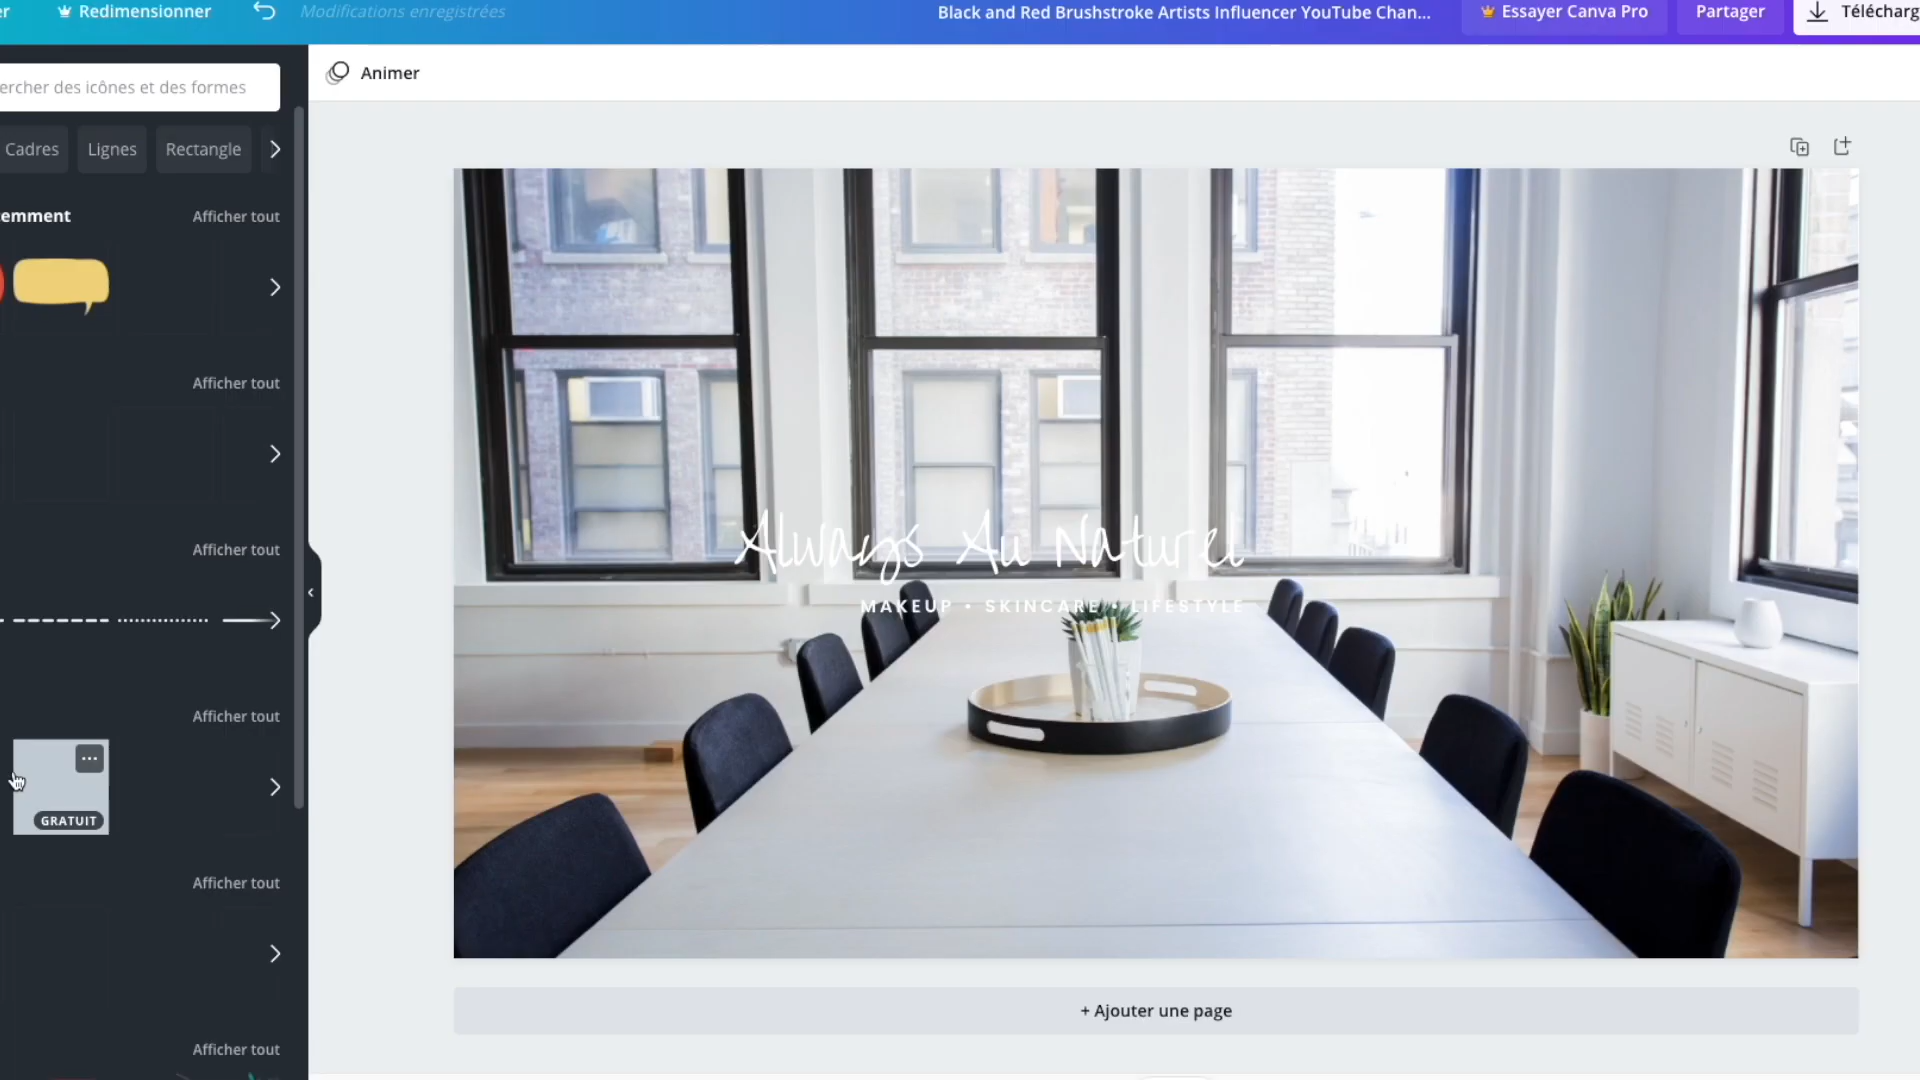 Redimensionner
Modifications enregistrées
Black and Red Brushstroke Artists Influencer YouTube Chan...
Essayer Canva Pro
Partager
Télécharg
ercher des icônes et des formes
Animer
Cadres
Lignes
Rectangle
emment
Afficher tout
Afficher tout
Afficher tout
Always Au Naturel
MAKEUP • SKINCARE • LIFESTYLE
Afficher tout
GRATUIT
Afficher tout
+ Ajouter une page
Afficher tout